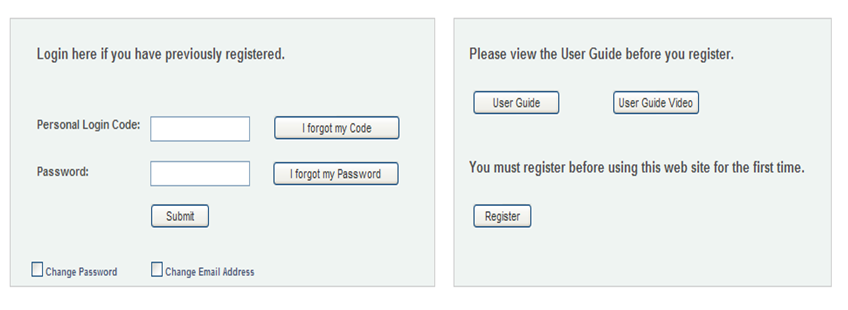 Login here if you have previously registered.
Personal Login Code:
I forgot my Code
Password:
I forgot my Password
Submit
Change Password
Change Email Address
Please view the User Guide before you register.
User Guide
User Guide Video
You must register before using this web site for the first time.
Register